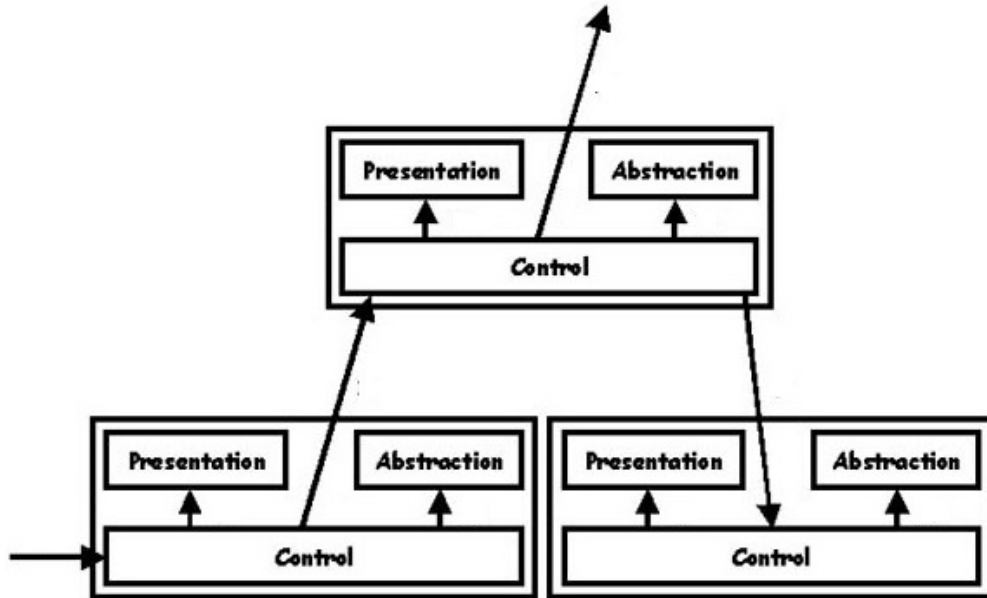 Presentation
Abstraction
Control
Presentation
Abstraction
Presentation
Abstraction
Control
Control